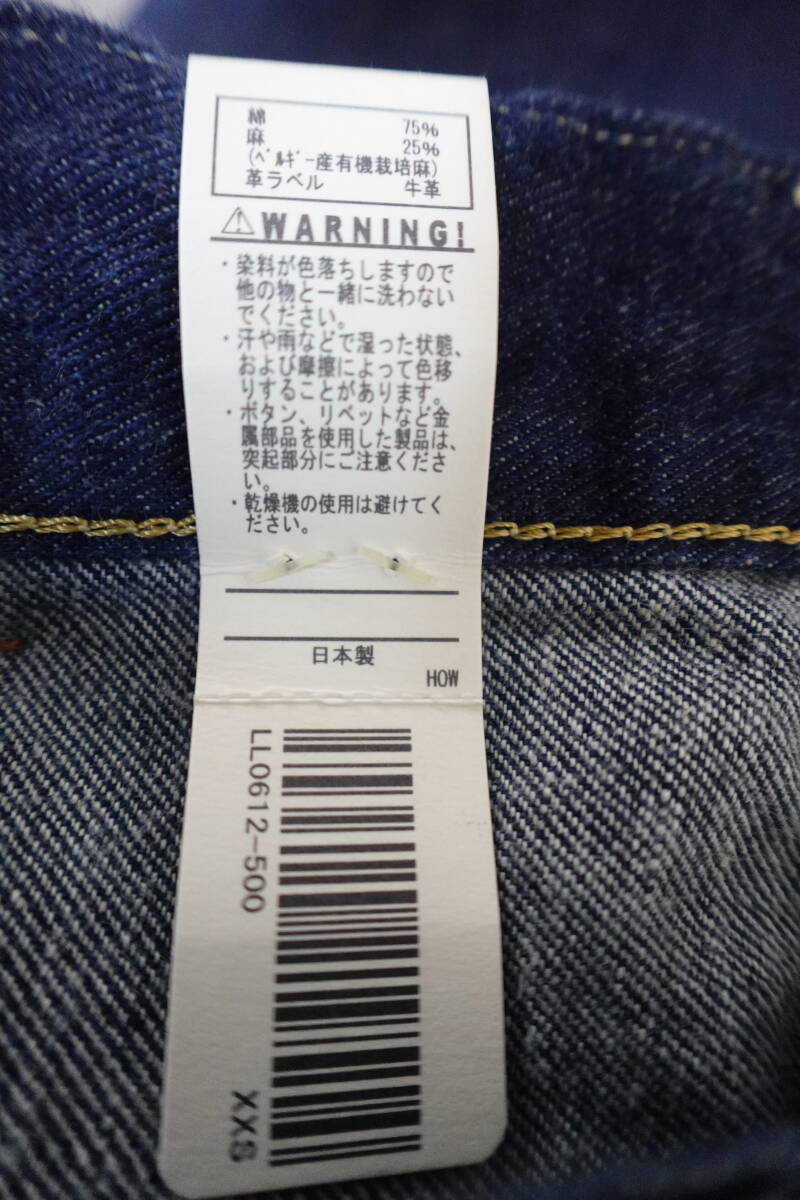 綿 75%
麻 25%
(ﾍﾞﾙｷﾞｰ産有機栽培麻)
革ラベル 牛革
⚠WARNING!
・染料が色落ちしますので
他の物と一緒に洗わない
でください。
・汗や雨などで湿った状態、
および摩擦によって色移
りすることがあります。
・ボタン、リベットなど金
属部品を使用した製品は、
突起部分にご注意くださ
い。
・乾燥機の使用は避けてく
ださい。
日本製
HOW
LL0612-500
XXS